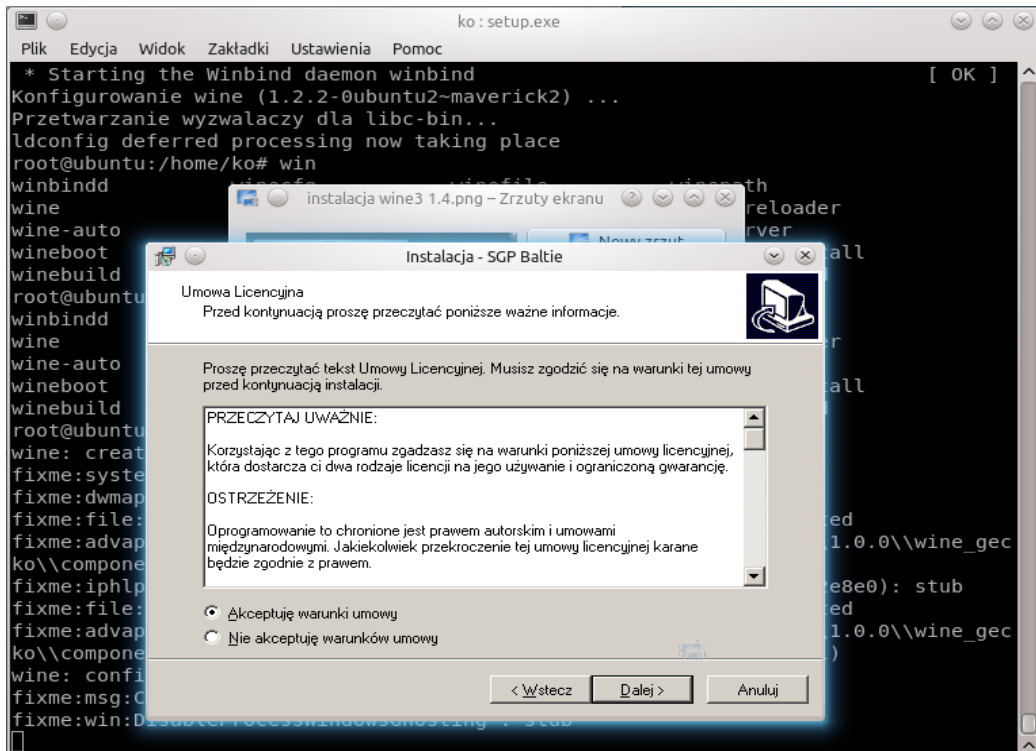 ko : setup.exe
Plik Edycja Widok Zakładki Ustawienia Pomoc
* Starting the Winbind daemon winbind [ OK ]
Konfigurowanie wine (1.2.2-0ubuntu2~maverick2) ...
Przetwarzanie wyzwalaczy dla libc-bin...
ldconfig deferred processing now taking place
root@ubuntu:/home/ko# win
winbindd winecfg winefile winepath
instalacja wine3 1.4.png – Zrzuty ekranu
wine reloader
wine-auto rver
Nowy zrzut
wineboot all
Instalacja - SGP Baltie
winebuild
root@ubuntu
Umowa Licencyjna
Przed kontynuacją proszę przeczytać poniższe ważne informacje.
winbindd
wine r
wine-auto
Proszę przeczytać tekst Umowy Licencyjnej. Musisz zgodzić się na warunki tej umowy
przed kontynuacją instalacji.
wineboot all
winebuild
PRZECZYTAJ UWAŻNIE:
root@ubuntu
wine: creat
Korzystając z tego programu zgadzasz się na warunki poniższej umowy licencyjnej,
która dostarcza ci dwa rodzaje licencji na jego używanie i ograniczoną gwarancję.
fixme:syste
fixme:dwmap
OSTRZEŻENIE:
fixme:file: ted
Oprogramowanie to chronione jest prawem autorskim i umowami
międzynarodowymi. Jakiekolwiek przekroczenie tej umowy licencyjnej karane
będzie zgodnie z prawem.
fixme:advap 1.0.0\\wine_gec
ko\\compone
fixme:iphlp 2e8e0): stub
fixme:file: ted
Akceptuję warunki umowy
fixme:advap 1.0.0\\wine_gec
Nie akceptuję warunków umowy
ko\\compone )
wine: confi
< Wstecz Dalej > Anuluj
fixme:msg:C
fixme:win:DisableProcessWindowsGhosting : stub